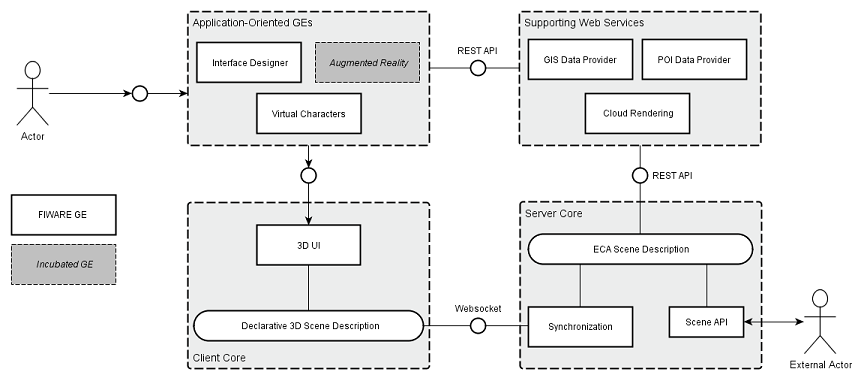 Application-Oriented GEs
Interface Designer
Augmented Reality
Virtual Characters
REST API
Supporting Web Services
GIS Data Provider
POI Data Provider
Cloud Rendering
Actor
REST API
FIWARE GE
Incubated GE
3D UI
Declarative 3D Scene Description
Client Core
Websocket
Server Core
ECA Scene Description
Synchronization
Scene API
External Actor